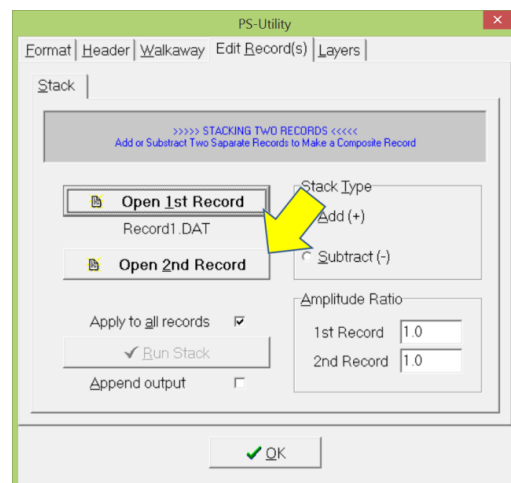 PS-Utility
Format Header Walkaway Edit Record(s) Layers
Stack
>>>>> STACKING TWO RECORDS <<<<<
Add or Substract Two Saparate Records to Make a Composite Record
Open 1st Record
Record1.DAT
Open 2nd Record
Stack Type
Add (+)
Subtract (-)
Apply to all records
Run Stack
Append output
Amplitude Ratio
1st Record 1.0
2nd Record 1.0
OK